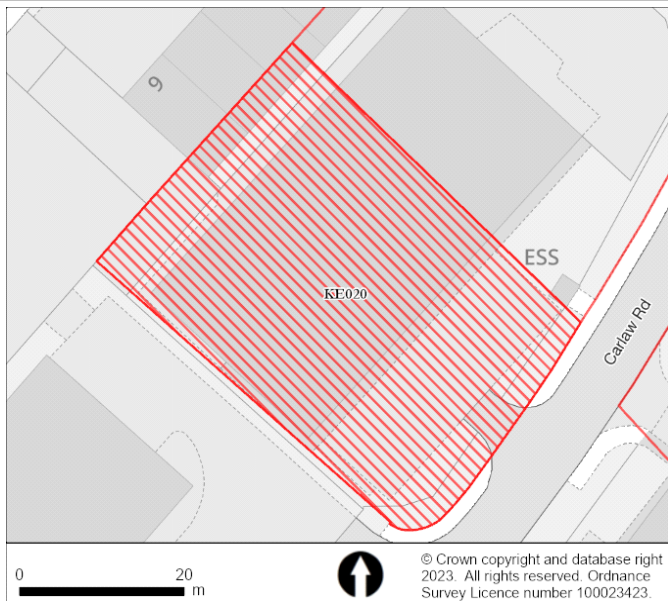 9
ESS
KE020
Carlaw Rd
0 20
m
© Crown copyright and database right
2023. All rights reserved. Ordnance
Survey Licence number 100023423.